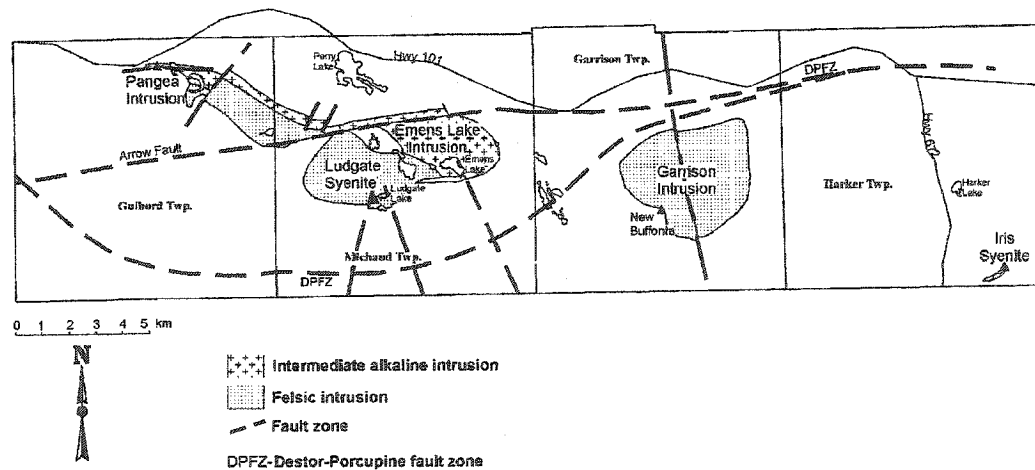 Perry
Lake
Hwy 101
Garrison Twp.
DPFZ
Pangea
Intrusion
Arrow Fault
Emens Lake
Intrusion
Emens
Lake
Ludgate
Syenite
Ludgate
Lake
Guibord Twp.
Michaud Twp.
DPFZ
Garrison
Intrusion
New
Buffonta
Harker Twp.
Harker
Lake
Iris
Syenite
0 1 2 3 4 5 km
N
Intermediate alkaline intrusion
Felsic intrusion
Fault zone
DPFZ-Destor-Porcupine fault zone